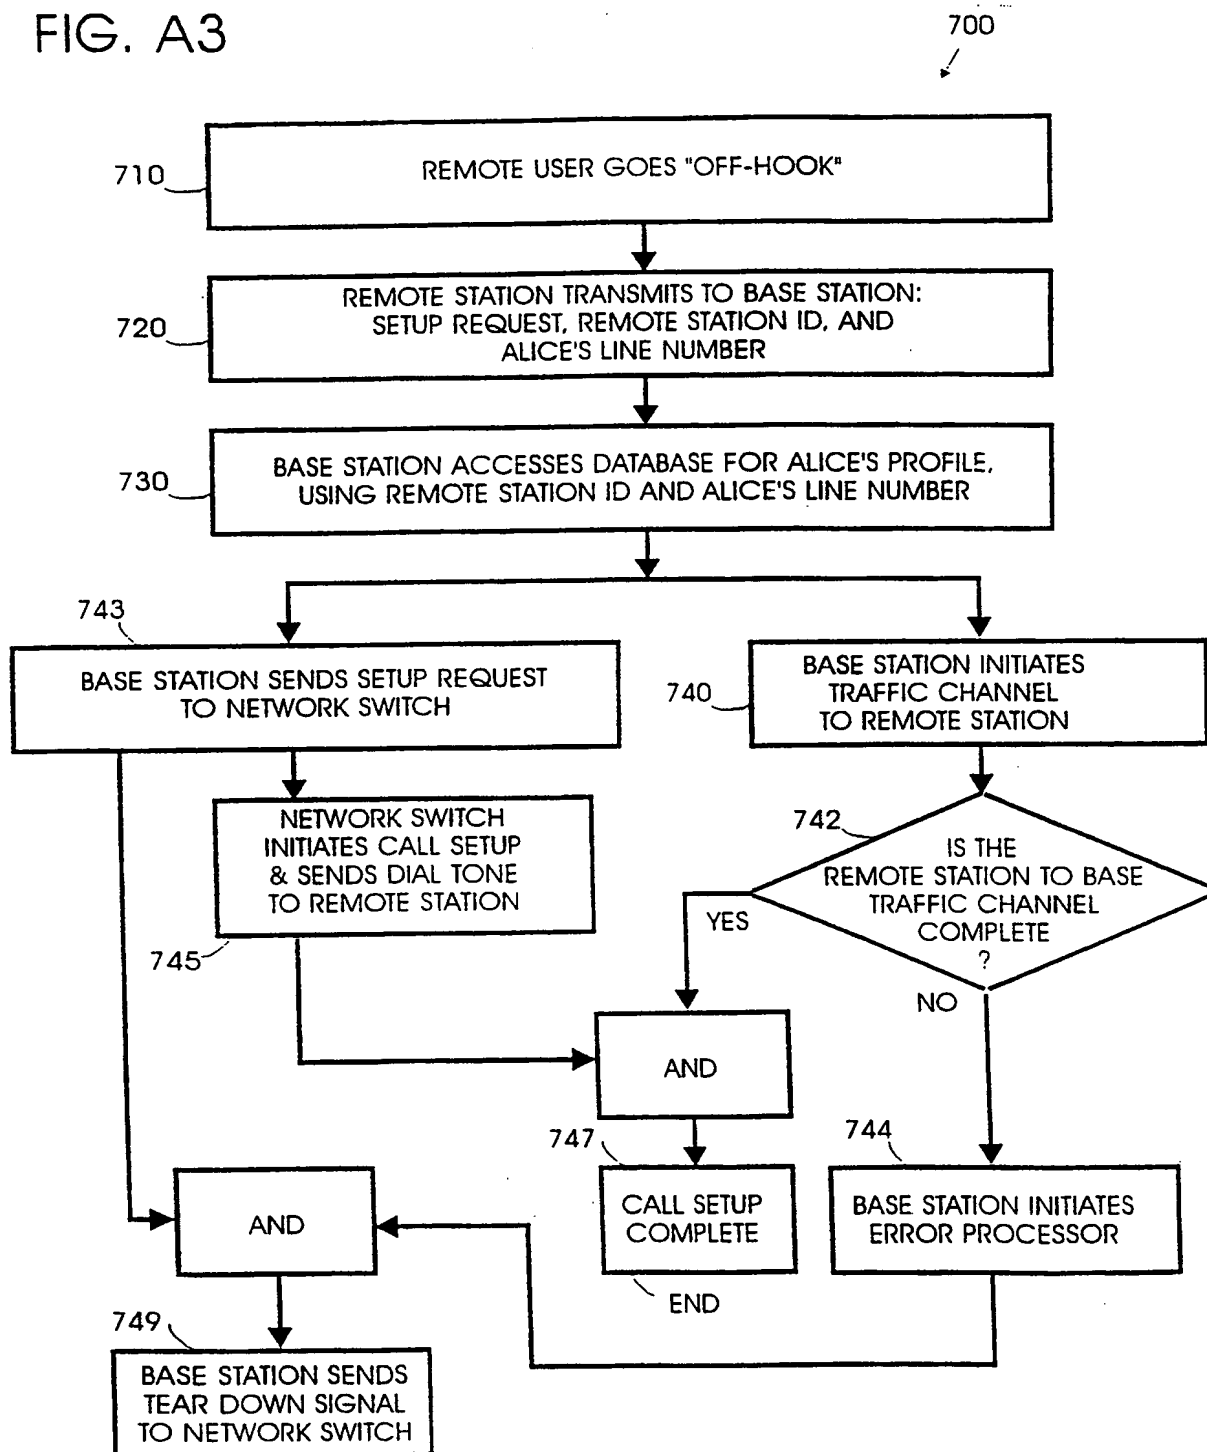 FIG. A3
700
710
REMOTE USER GOES "OFF-HOOK"
720
REMOTE STATION TRANSMITS TO BASE STATION:
SETUP REQUEST, REMOTE STATION ID, AND
ALICE'S LINE NUMBER
730
BASE STATION ACCESSES DATABASE FOR ALICE'S PROFILE,
USING REMOTE STATION ID AND ALICE'S LINE NUMBER
743
BASE STATION SENDS SETUP REQUEST
TO NETWORK SWITCH
740
BASE STATION INITIATES
TRAFFIC CHANNEL
TO REMOTE STATION
NETWORK SWITCH
INITIATES CALL SETUP
& SENDS DIAL TONE
TO REMOTE STATION
745
742
IS THE
REMOTE STATION TO BASE
TRAFFIC CHANNEL
COMPLETE
?
YES
NO
AND
747
CALL SETUP
COMPLETE
END
744
BASE STATION INITIATES
ERROR PROCESSOR
AND
749
BASE STATION SENDS
TEAR DOWN SIGNAL
TO NETWORK SWITCH